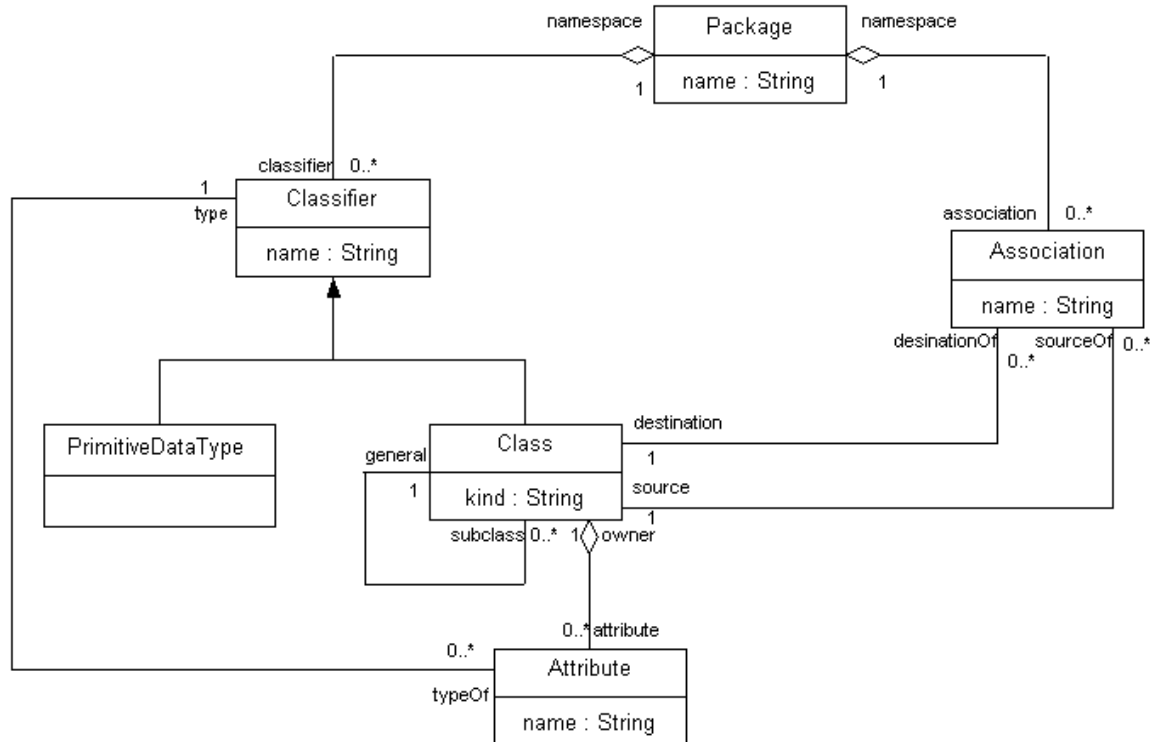 namespace
Package
namespace
1
name : String
1
classifier 0..*
1
Classifier
type
name : String
association 0..*
Association
name : String
desinationOf
sourceOf
0..*
0..*
PrimitiveDataType
Class
destination
general
1
1
kind : String
source
1
subclass 0..*
1 owner
0..* attribute
0..*
Attribute
typeOf
name : String